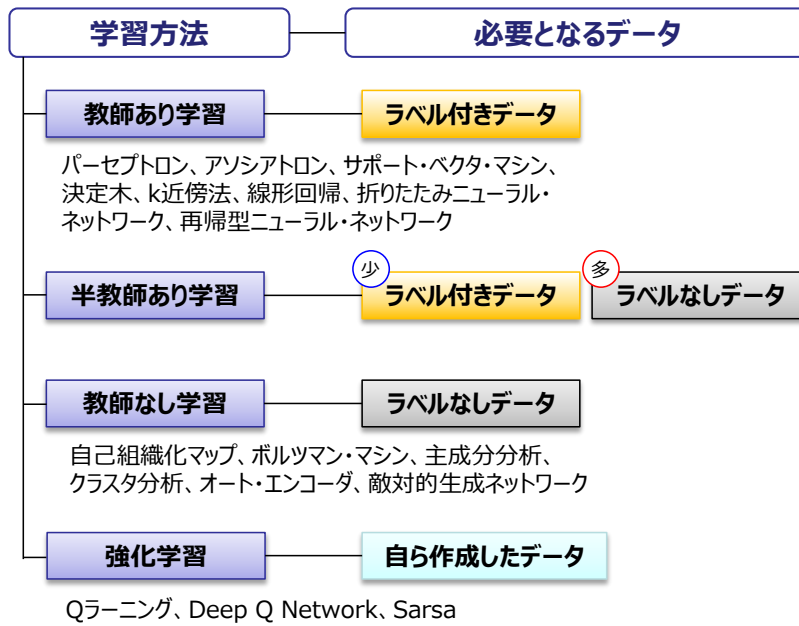 学習方法
必要となるデータ
教師あり学習
ラベル付きデータ
パーセプトロン、アソシアトロン、サポート・ベクタ・マシン、
決定木、k近傍法、線形回帰、折りたたみニューラル・
ネットワーク、再帰型ニューラル・ネットワーク
半教師あり学習
少
ラベル付きデータ
多
ラベルなしデータ
教師なし学習
ラベルなしデータ
自己組織化マップ、ボルツマン・マシン、主成分分析、
クラスタ分析、オート・エンコーダ、敵対的生成ネットワーク
強化学習
自ら作成したデータ
Qラーニング、Deep Q Network、Sarsa